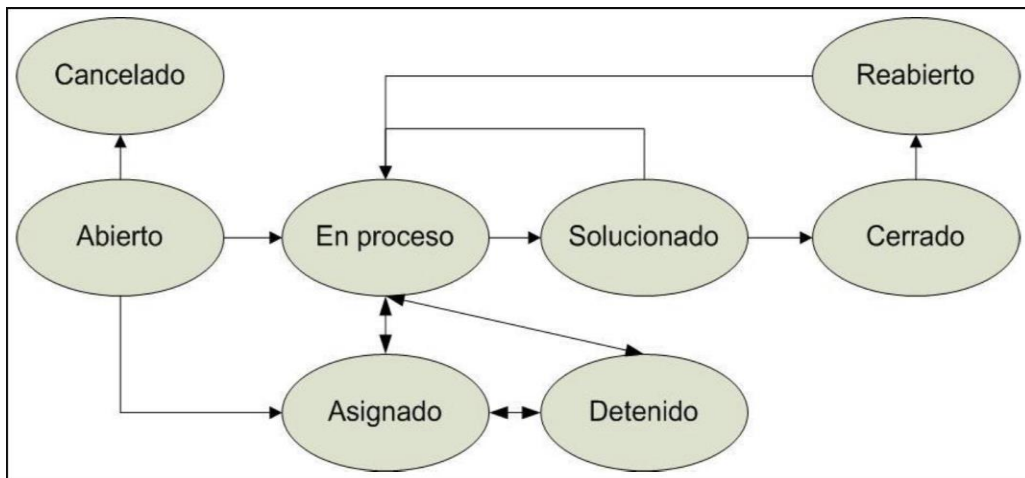 Cancelado
Reabierto
Abierto
En proceso
Solucionado
Cerrado
Asignado
Detenido